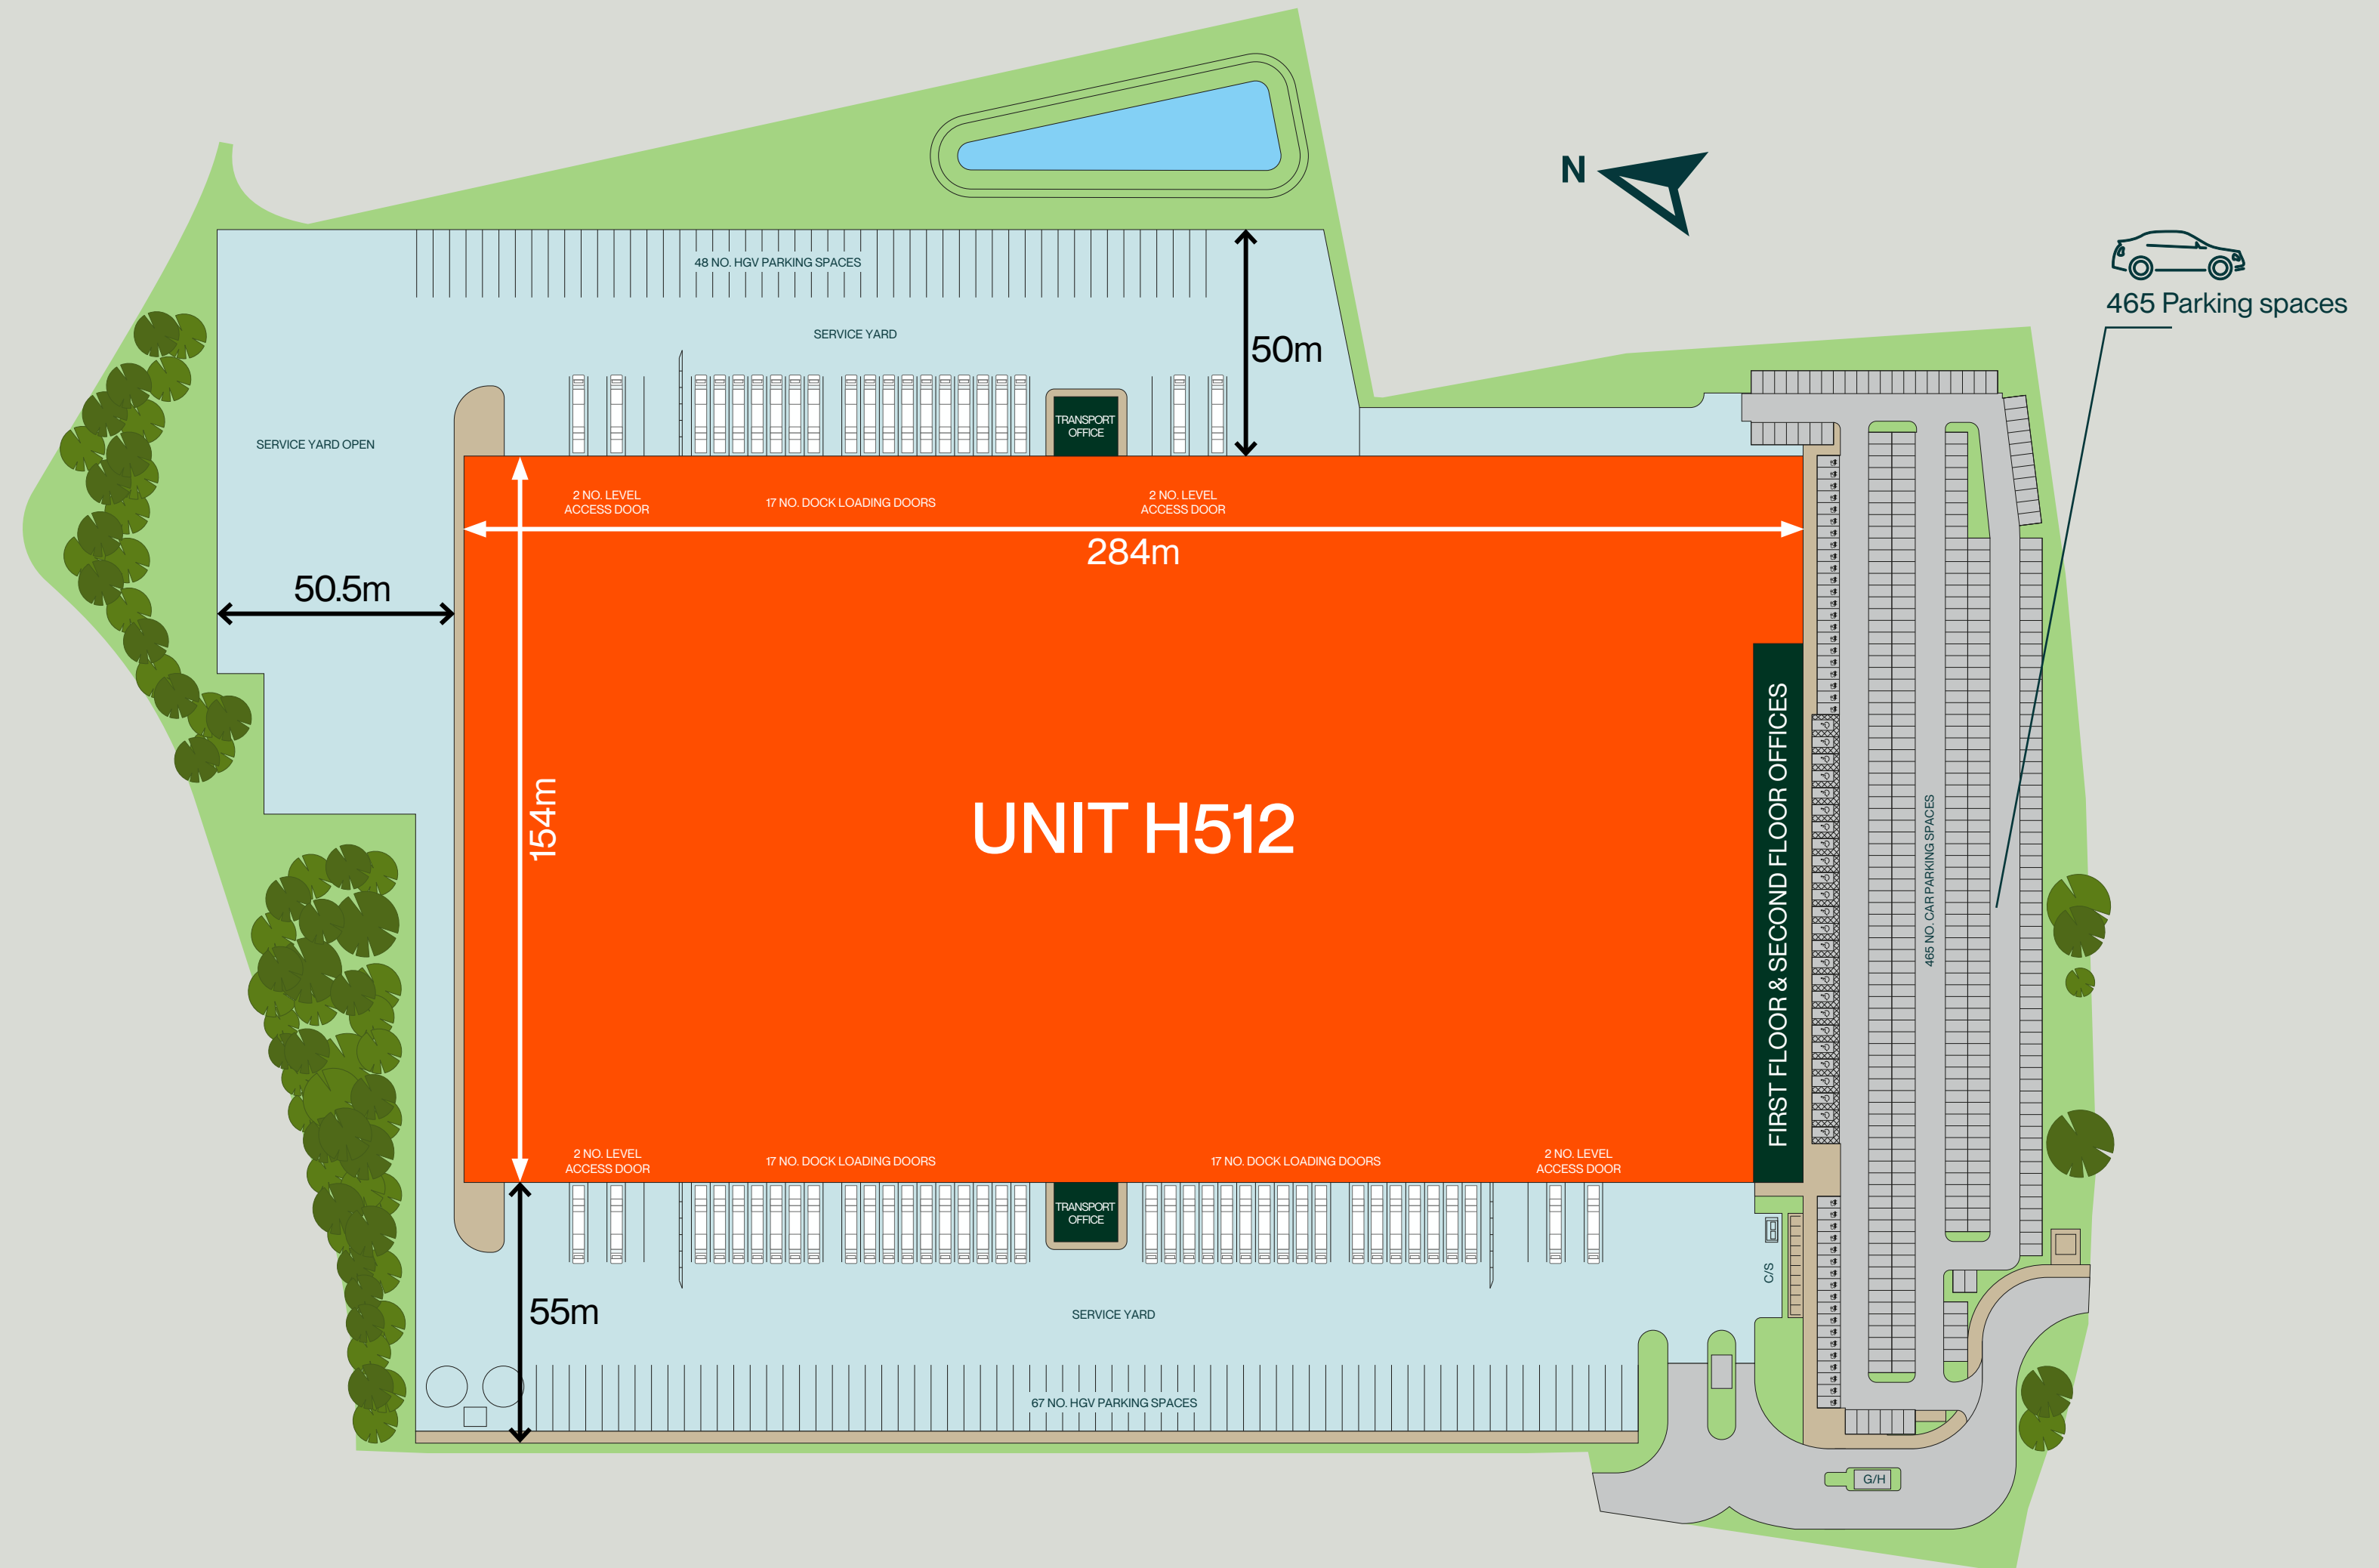 N
465 Parking spaces
48 NO. HGV PARKING SPACES
SERVICE YARD
50m
SERVICE YARD OPEN
TRANSPORT
OFFICE
2 NO. LEVEL
ACCESS DOOR
17 NO. DOCK LOADING DOORS
2 NO. LEVEL
ACCESS DOOR
284m
50.5m
154m
UNIT H512
FIRST FLOOR & SECOND FLOOR OFFICES
465 NO. CAR PARKING SPACES
2 NO. LEVEL
ACCESS DOOR
17 NO. DOCK LOADING DOORS
17 NO. DOCK LOADING DOORS
2 NO. LEVEL
ACCESS DOOR
TRANSPORT
OFFICE
C/S
55m
SERVICE YARD
67 NO. HGV PARKING SPACES
G/H